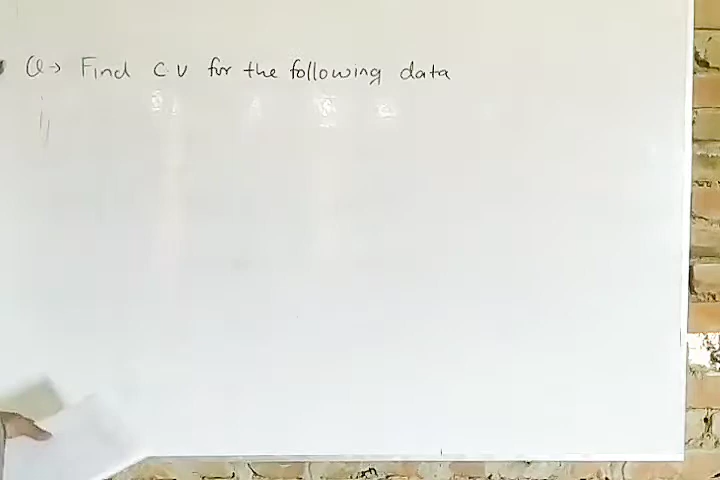 Q→ Find C.V for the following data
i,